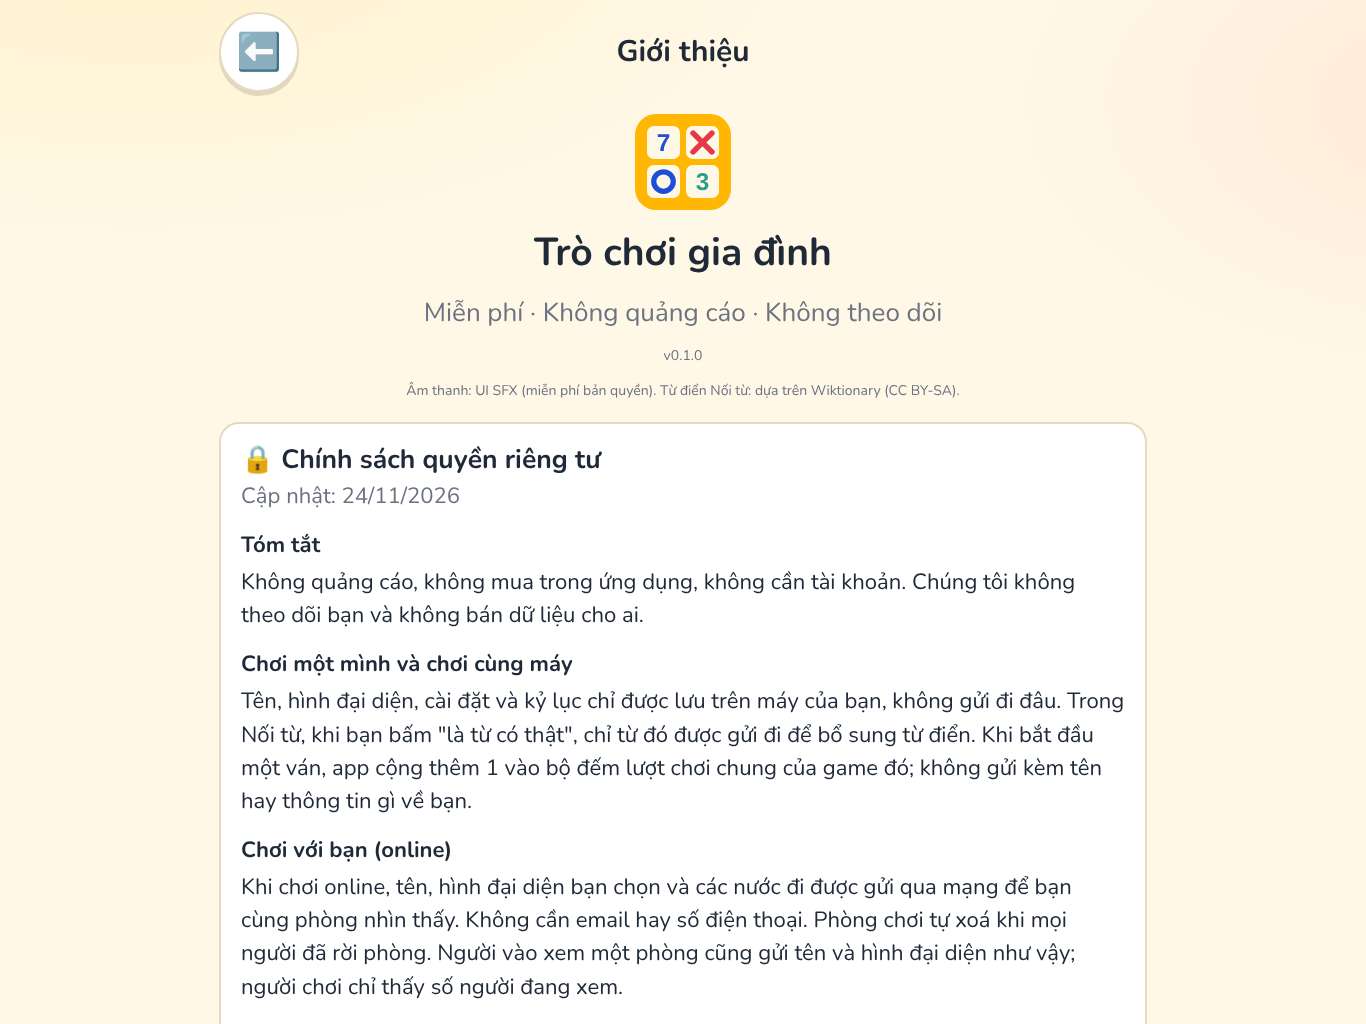 Giới thiệu
7
3
Trò chơi gia đình
Miễn phí · Không quảng cáo · Không theo dõi
v0.1.0
Âm thanh: UI SFX (miễn phí bản quyền). Từ điển Nối từ: dựa trên Wiktionary (CC BY-SA).
Chính sách quyền riêng tư
Cập nhật: 24/11/2026
Tóm tắt
Không quảng cáo, không mua trong ứng dụng, không cần tài khoản. Chúng tôi không
theo dõi bạn và không bán dữ liệu cho ai.
Chơi một mình và chơi cùng máy
Tên, hình đại diện, cài đặt và kỷ lục chỉ được lưu trên máy của bạn, không gửi đi đâu. Trong
Nối từ, khi bạn bấm "là từ có thật", chỉ từ đó được gửi đi để bổ sung từ điển. Khi bắt đầu
một ván, app cộng thêm 1 vào bộ đếm lượt chơi chung của game đó; không gửi kèm tên
hay thông tin gì về bạn.
Chơi với bạn (online)
Khi chơi online, tên, hình đại diện bạn chọn và các nước đi được gửi qua mạng để bạn
cùng phòng nhìn thấy. Không cần email hay số điện thoại. Phòng chơi tự xoá khi mọi
người đã rời phòng. Người vào xem một phòng cũng gửi tên và hình đại diện như vậy;
người chơi chỉ thấy số người đang xem.